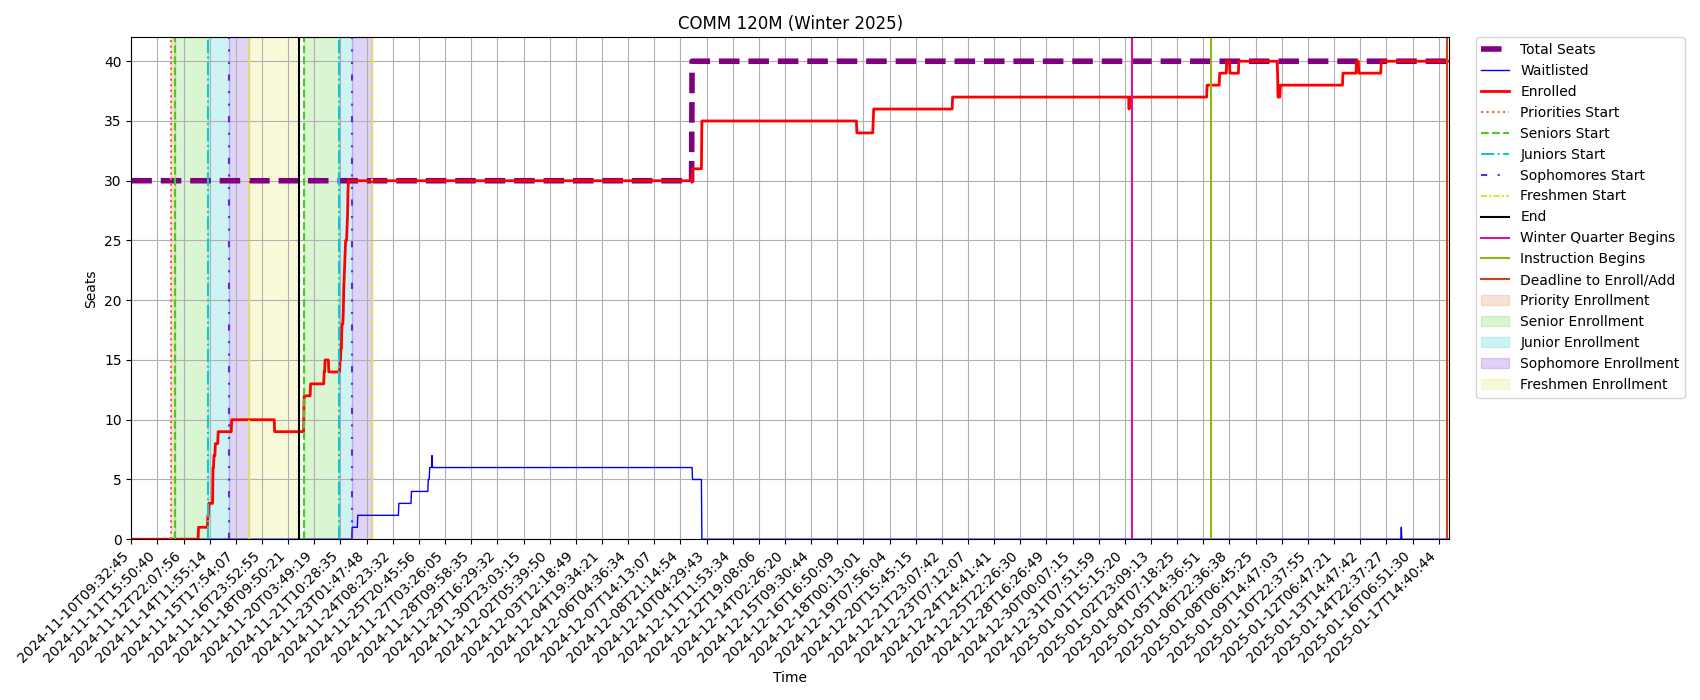 COMM 120M (Winter 2025)
Seats
40
35
30
25
20
15
10
5
0
2024-11-10T09:32:45
2024-11-11T15:50:40
2024-11-12T22:07:56
2024-11-14T11:55:14
2024-11-15T17:54:07
2024-11-16T23:52:55
2024-11-18T09:50:21
2024-11-20T03:49:19
2024-11-21T10:28:35
2024-11-23T01:47:48
2024-11-24T08:23:32
2024-11-25T20:45:56
2024-11-27T03:26:05
2024-11-28T09:58:35
2024-11-29T16:29:32
2024-11-30T23:03:15
2024-12-02T05:39:50
2024-12-03T12:18:49
2024-12-04T19:34:21
2024-12-06T04:36:34
2024-12-07T14:13:07
2024-12-08T21:14:54
2024-12-10T04:29:43
2024-12-11T11:53:34
2024-12-12T19:08:06
2024-12-14T02:26:20
2024-12-15T09:30:44
2024-12-16T16:50:09
2024-12-18T00:13:01
2024-12-19T07:56:04
2024-12-20T15:45:15
2024-12-21T23:07:42
2024-12-23T07:12:07
2024-12-24T14:41:41
2024-12-25T22:26:30
2024-12-28T16:26:49
2024-12-30T00:07:15
2024-12-31T07:51:59
2025-01-01T15:15:20
2025-01-02T23:09:13
2025-01-04T07:18:25
2025-01-05T14:36:51
2025-01-06T22:36:38
2025-01-08T06:45:25
2025-01-09T14:47:03
2025-01-10T22:37:55
2025-01-12T06:47:21
2025-01-13T14:47:42
2025-01-14T22:37:27
2025-01-16T06:51:30
2025-01-17T14:40:44
Time
Total Seats
Waitlisted
Enrolled
Priorities Start
Seniors Start
Juniors Start
Sophomores Start
Freshmen Start
End
Winter Quarter Begins
Instruction Begins
Deadline to Enroll/Add
Priority Enrollment
Senior Enrollment
Junior Enrollment
Sophomore Enrollment
Freshmen Enrollment